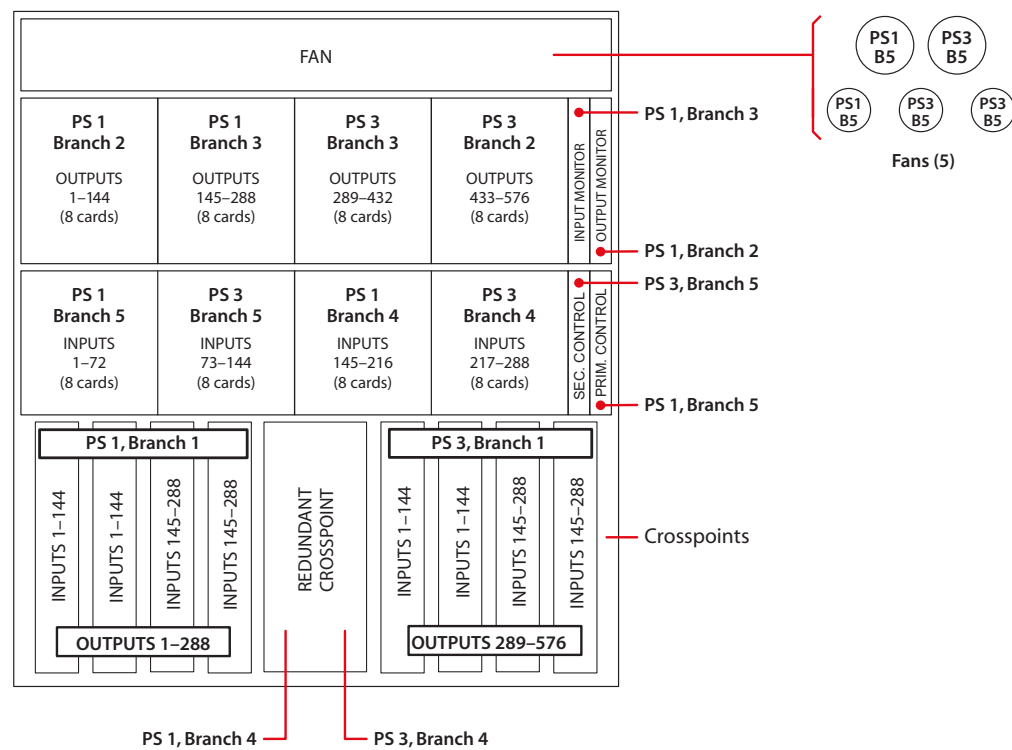 FAN
PS1
B5
PS3
B5
PS1
B5
PS3
B5
PS3
B5
Fans (5)
PS 1
Branch 2
OUTPUTS
1–144
(8 cards)
PS 1
Branch 3
OUTPUTS
145–288
(8 cards)
PS 3
Branch 3
OUTPUTS
289–432
(8 cards)
PS 3
Branch 2
OUTPUTS
433–576
(8 cards)
INPUT MONITOR
OUTPUT MONITOR
PS 1, Branch 3
PS 1, Branch 2
PS 1
Branch 5
INPUTS
1–72
(8 cards)
PS 3
Branch 5
INPUTS
73–144
(8 cards)
PS 1
Branch 4
INPUTS
145–216
(8 cards)
PS 3
Branch 4
INPUTS
217–288
(8 cards)
SEC. CONTROL
PRIM. CONTROL
PS 3, Branch 5
PS 1, Branch 5
PS 1, Branch 1
INPUTS 1–144
INPUTS 1–144
INPUTS 145–288
INPUTS 145–288
OUTPUTS 1–288
REDUNDANT
CROSSPOINT
PS 3, Branch 1
INPUTS 1–144
INPUTS 1–144
INPUTS 145–288
INPUTS 145–288
OUTPUTS 289–576
Crosspoints
PS 1, Branch 4
PS 3, Branch 4